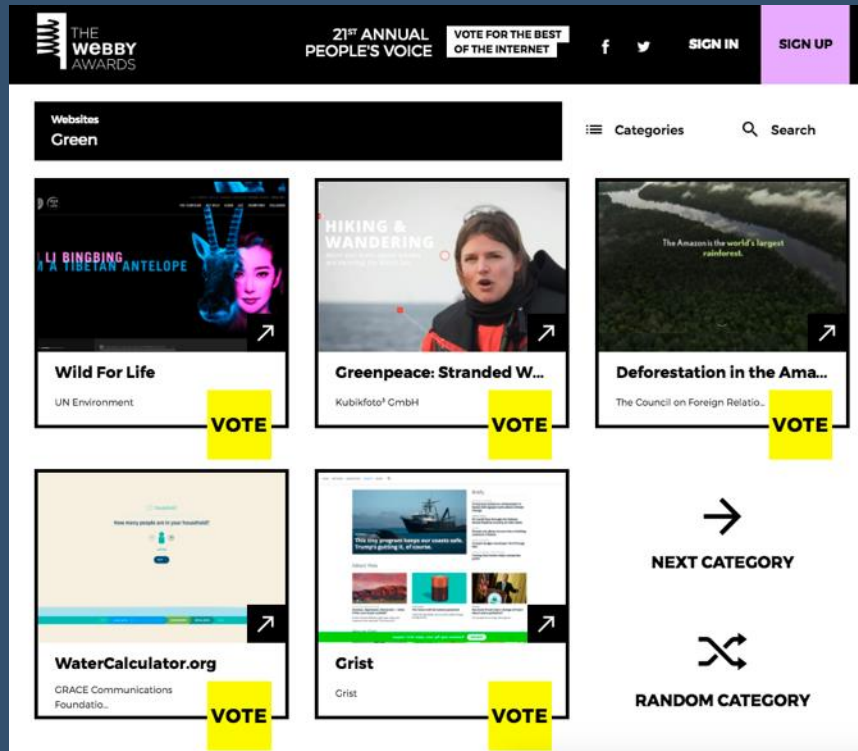 THE
WEBBY
AWARDS
21ST ANNUAL
PEOPLE'S VOICE
VOTE FOR THE BEST
OF THE INTERNET
f
SIGN IN
SIGN UP
Websites
Green
Categories
Search
LI BINGBING
M A TIBETAN ANTELOPE
HIKING &
WANDERING
The Amazon is the world's largest
rainforest.
Wild For Life
UN Environment
VOTE
Greenpeace: Stranded W...
Kubikfoto³ GmbH
VOTE
Deforestation in the Ama...
The Council on Foreign Relatio...
VOTE
How many people are in your household?
This tiny program keeps our coasts safe.
Trump's gutting it, of course.
Briefly
WaterCalculator.org
GRACE Communications
Foundatio...
VOTE
Grist
Grist
VOTE
NEXT CATEGORY
RANDOM CATEGORY